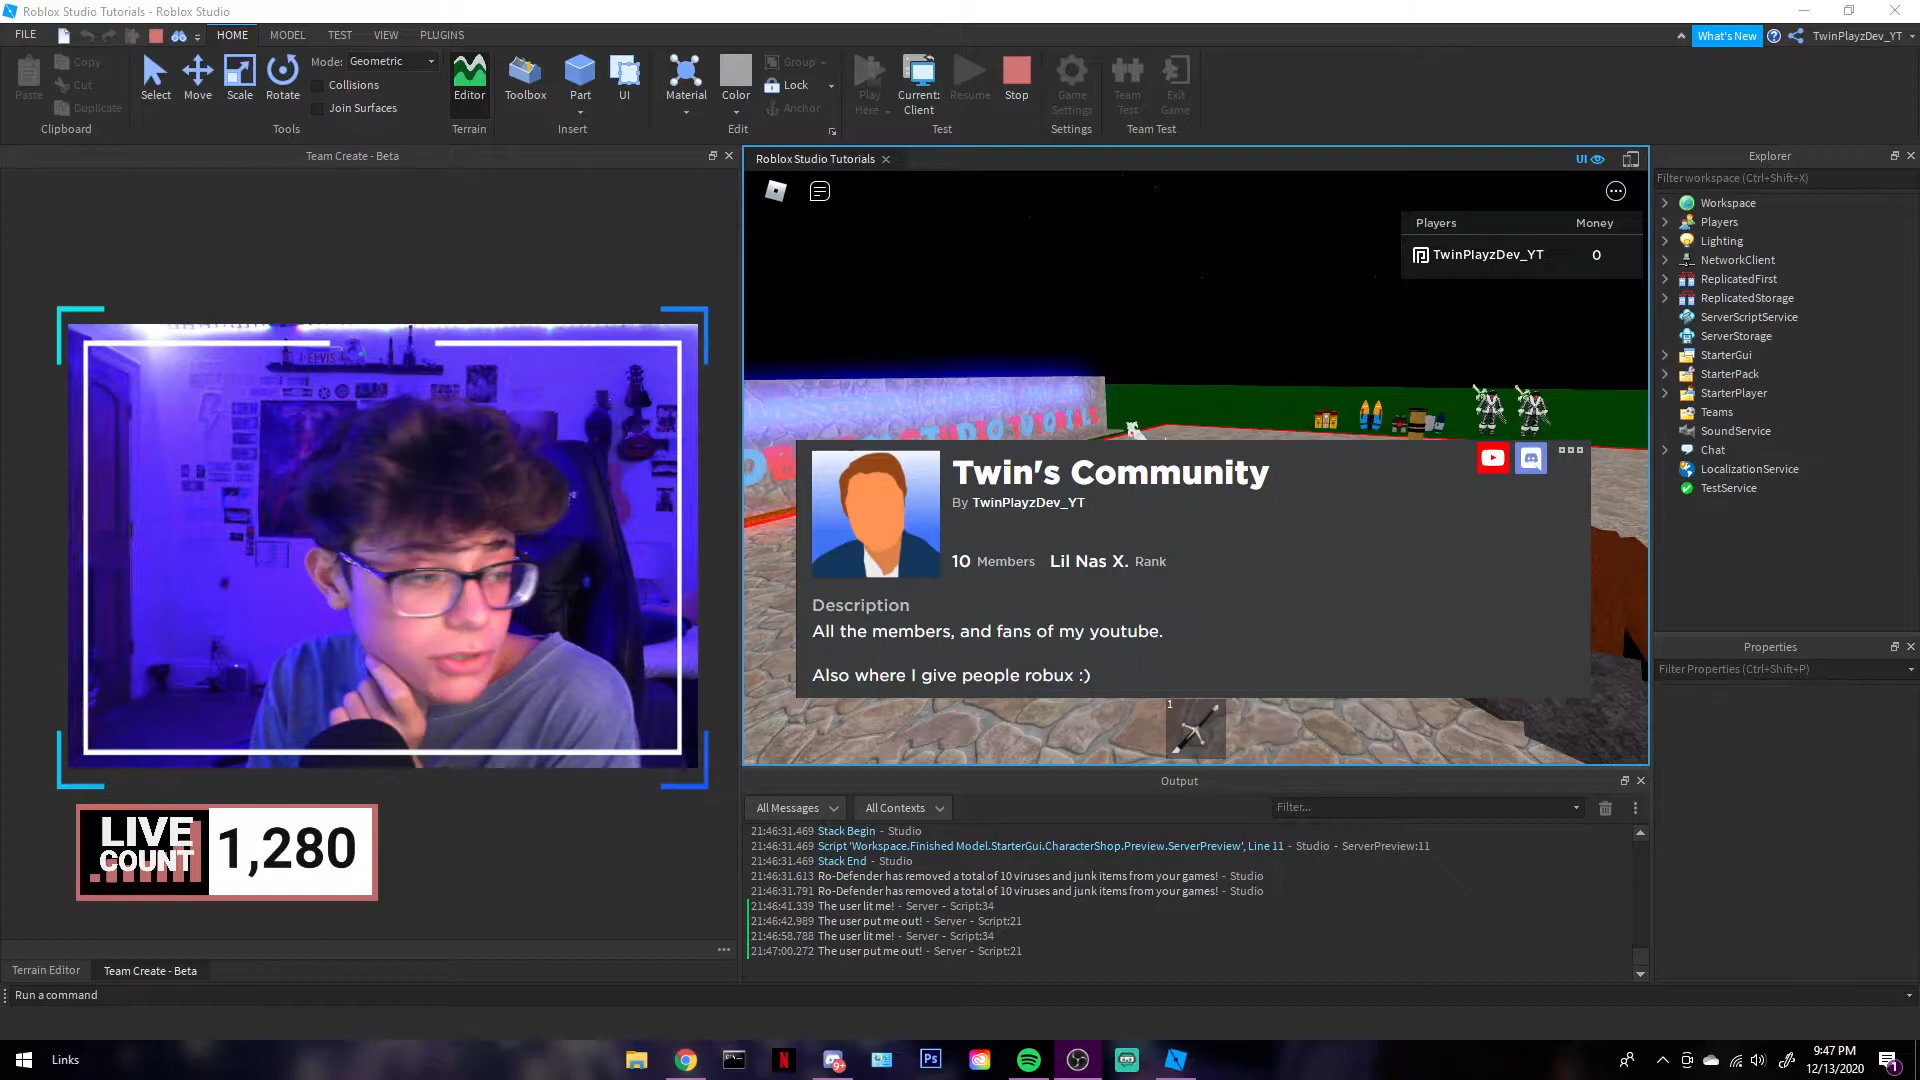 Roblox Studio Tutorials - Roblox Studio
FILE
HOME
MODEL
TEST
VIEW
PLUGINS
What's New
TwinPlayzDev_YT
Paste
Copy
Cut
Duplicate
Clipboard
Select
Move
Scale
Rotate
Mode: Geometric
Collisions
Join Surfaces
Tools
Editor
Terrain
Toolbox
Part
UI
Insert
Material
Color
Group
Lock
Anchor
Edit
Play
Here
Current:
Client
Resume
Stop
Test
Game
Settings
Settings
Team
Test
Exit
Game
Team Test
Team Create - Beta
ELVIS
LIVE
COUNT
1,280
Terrain Editor
Team Create - Beta
Roblox Studio Tutorials
UI
Players Money
TwinPlayzDev_YT 0
Twin's Community
By TwinPlayzDev_YT
10 Members Lil Nas X. Rank
Description
All the members, and fans of my youtube.
Also where I give people robux :)
1
Output
All Messages
All Contexts
Filter...
21:46:31.469 Stack Begin - Studio
21:46:31.469 Script 'Workspace.Finished Model.StarterGui.CharacterShop.Preview.ServerPreview', Line 11 - Studio - ServerPreview:11
21:46:31.469 Stack End - Studio
21:46:31.613 Ro-Defender has removed a total of 10 viruses and junk items from your games! - Studio
21:46:31.791 Ro-Defender has removed a total of 10 viruses and junk items from your games! - Studio
21:46:41.339 The user lit me! - Server - Script:34
21:46:42.989 The user put me out! - Server - Script:21
21:46:58.788 The user lit me! - Server - Script:34
21:47:00.272 The user put me out! - Server - Script:21
Explorer
Filter workspace (Ctrl+Shift+X)
Workspace
Players
Lighting
NetworkClient
ReplicatedFirst
ReplicatedStorage
ServerScriptService
ServerStorage
StarterGui
StarterPack
StarterPlayer
Teams
SoundService
Chat
LocalizationService
TestService
Properties
Filter Properties (Ctrl+Shift+P)
Run a command
Links
N
9+
Ps
9:47 PM
12/13/2020
1